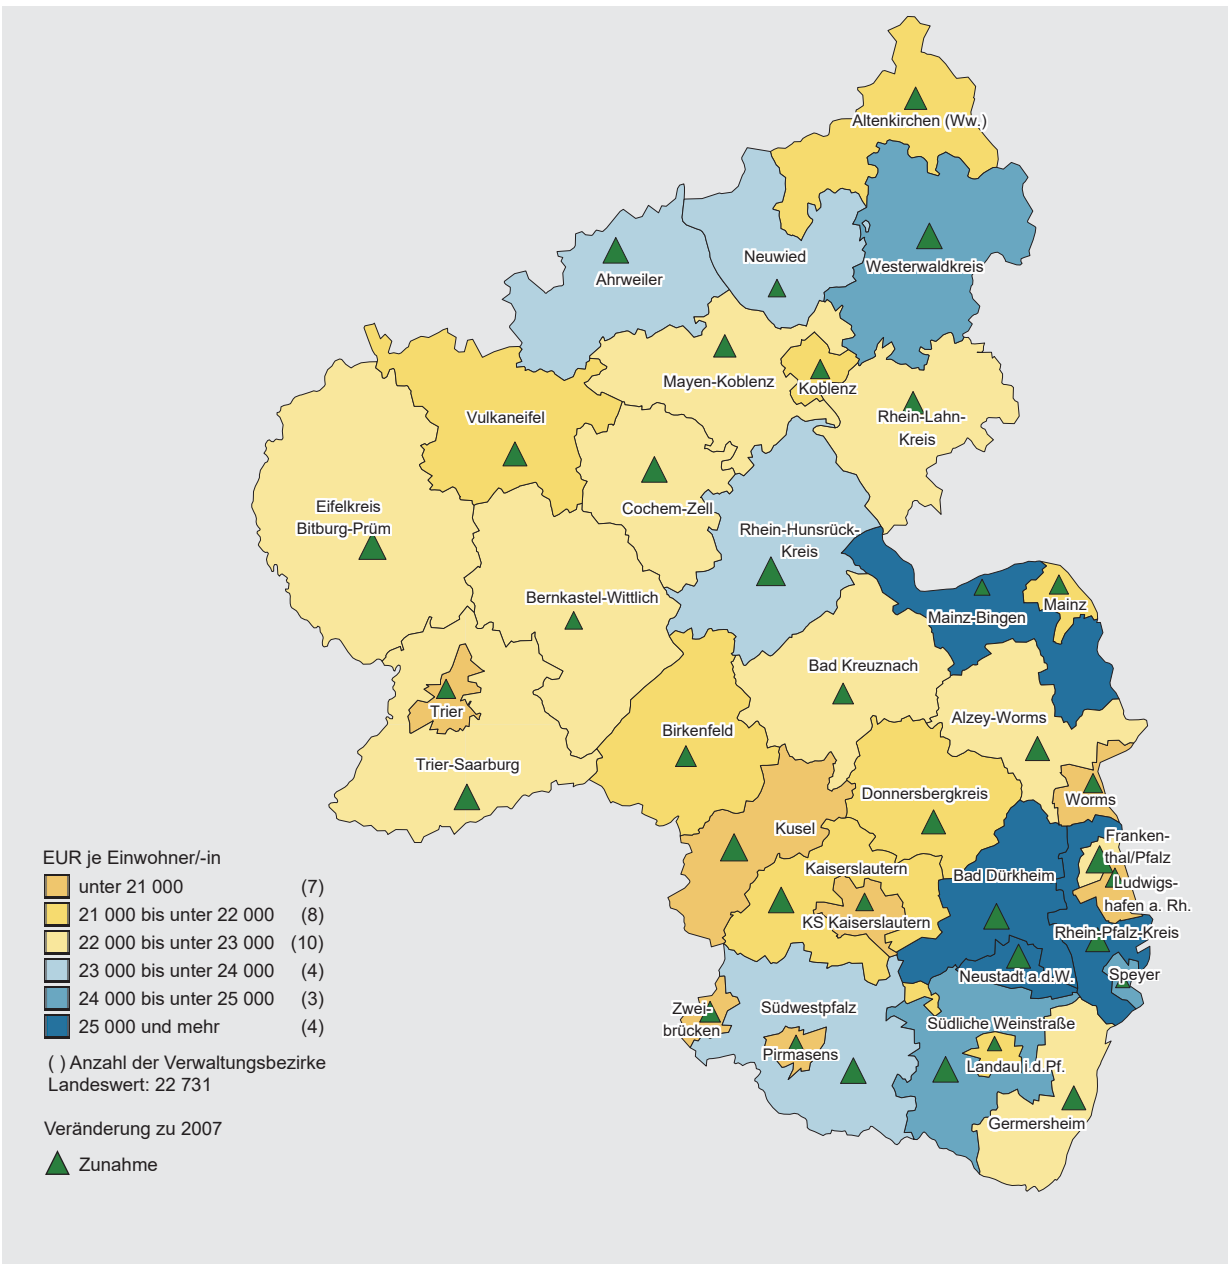 Altenkirchen (Ww.)
Neuwied
Westerwaldkreis
Ahrweiler
Mayen-Koblenz
Koblenz
Rhein-Lahn-
Kreis
Vulkaneifel
Cochem-Zell
Eifelkreis
Bitburg-Prüm
Rhein-Hunsrück-
Kreis
Bernkastel-Wittlich
Mainz-Bingen
Mainz
Bad Kreuznach
Trier
Alzey-Worms
Birkenfeld
Trier-Saarburg
Donnersbergkreis
Worms
Kusel
Franken-
thal/Pfalz
Kaiserslautern
Bad Dürkheim
Ludwigs-
hafen a. Rh.
KS Kaiserslautern
Rhein-Pfalz-Kreis
Neustadt a.d.W.
Speyer
Zwei-
brücken
Südwestpfalz
Südliche Weinstraße
Pirmasens
Landau i.d.Pf.
Germersheim
EUR je Einwohner/-in
unter 21 000 (7)
21 000 bis unter 22 000 (8)
22 000 bis unter 23 000 (10)
23 000 bis unter 24 000 (4)
24 000 bis unter 25 000 (3)
25 000 und mehr (4)
( ) Anzahl der Verwaltungsbezirke
Landeswert: 22 731
Veränderung zu 2007
Zunahme